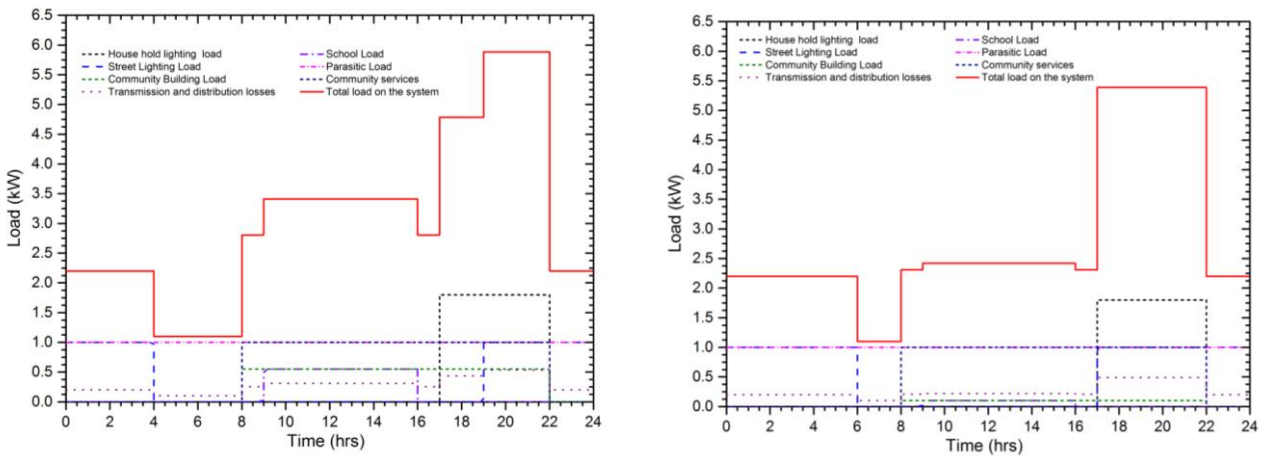 6.5
6.0
5.5
5.0
4.5
4.0
3.5
3.0
2.5
2.0
1.5
1.0
0.5
0.0
Load (kW)
House hold lighting load
Street Lighting Load
Community Building Load
Transmission and distribution losses
School Load
Parasitic Load
Community services
Total load on the system
0 2 4 6 8 10 12 14 16 18 20 22 24
Time (hrs)
6.5
6.0
5.5
5.0
4.5
4.0
3.5
3.0
2.5
2.0
1.5
1.0
0.5
0.0
Load (kW)
House hold lighting load
Street Lighting Load
Community Building Load
Transmission and distribution losses
School Load
Parasitic Load
Community services
Total load on the system
0 2 4 6 8 10 12 14 16 18 20 22 24
Time (hrs)